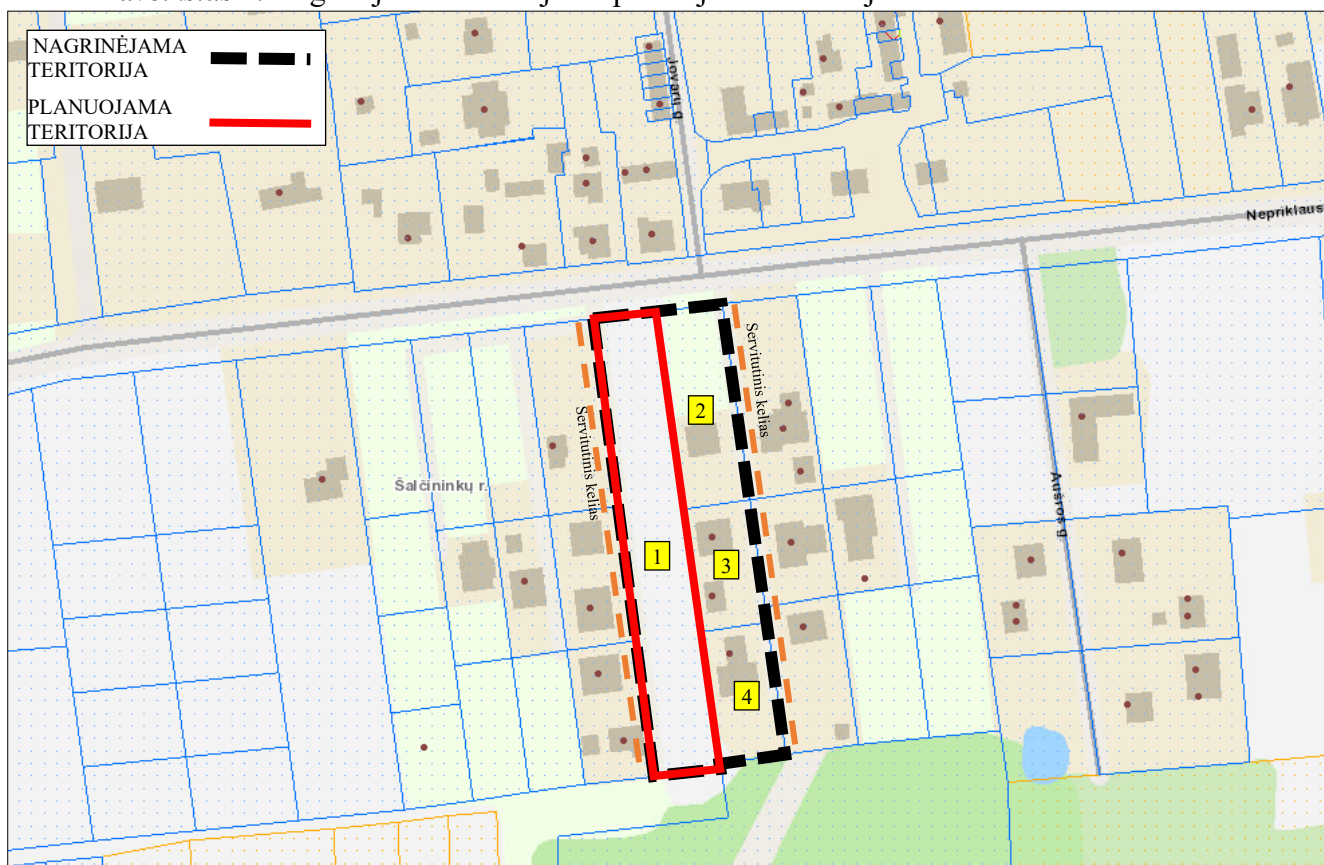 NAGRINĖJAMA
TERITORIJA
PLANUOJAMA
TERITORIJA
Jovarų g.
Nepriklaus
Servitutinis kelias
Servitutinis kelias
2
Šalčininkų r.
Aušros g.
1
3
4